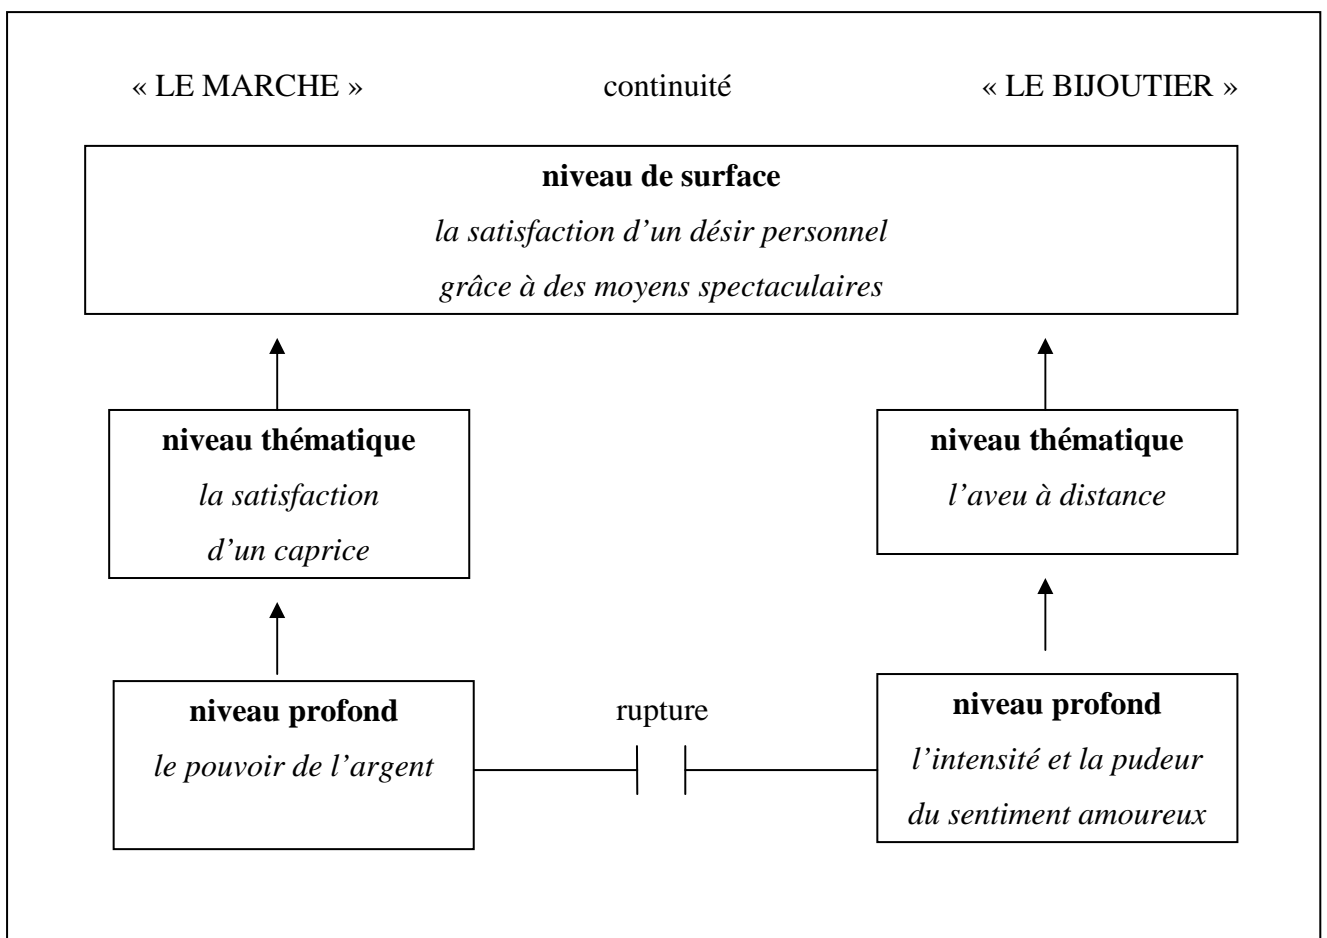 « LE MARCHE » continuité « LE BIJOUTIER »
niveau de surface
la satisfaction d’un désir personnel
grâce à des moyens spectaculaires
niveau thématique
la satisfaction
d’un caprice
niveau thématique
l’aveu à distance
niveau profond
le pouvoir de l’argent
rupture
niveau profond
l’intensité et la pudeur
du sentiment amoureux